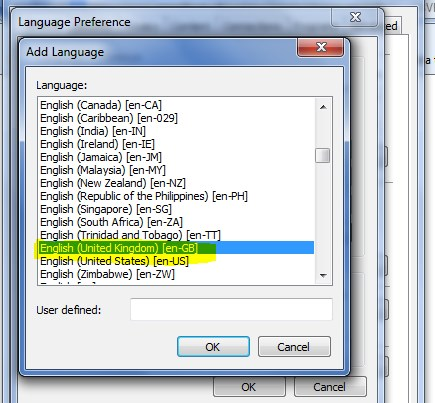 Language Preference
Add Language
Language:
English (Canada) [en-CA]
English (Caribbean) [en-029]
English (India) [en-IN]
English (Ireland) [en-IE]
English (Jamaica) [en-JM]
English (Malaysia) [en-MY]
English (New Zealand) [en-NZ]
English (Republic of the Philippines) [en-PH]
English (Singapore) [en-SG]
English (South Africa) [en-ZA]
English (Trinidad and Tobago) [en-TT]
English (United Kingdom) [en-GB]
English (United States) [en-US]
English (Zimbabwe) [en-ZW]
User defined:
OK Cancel
OK Cancel